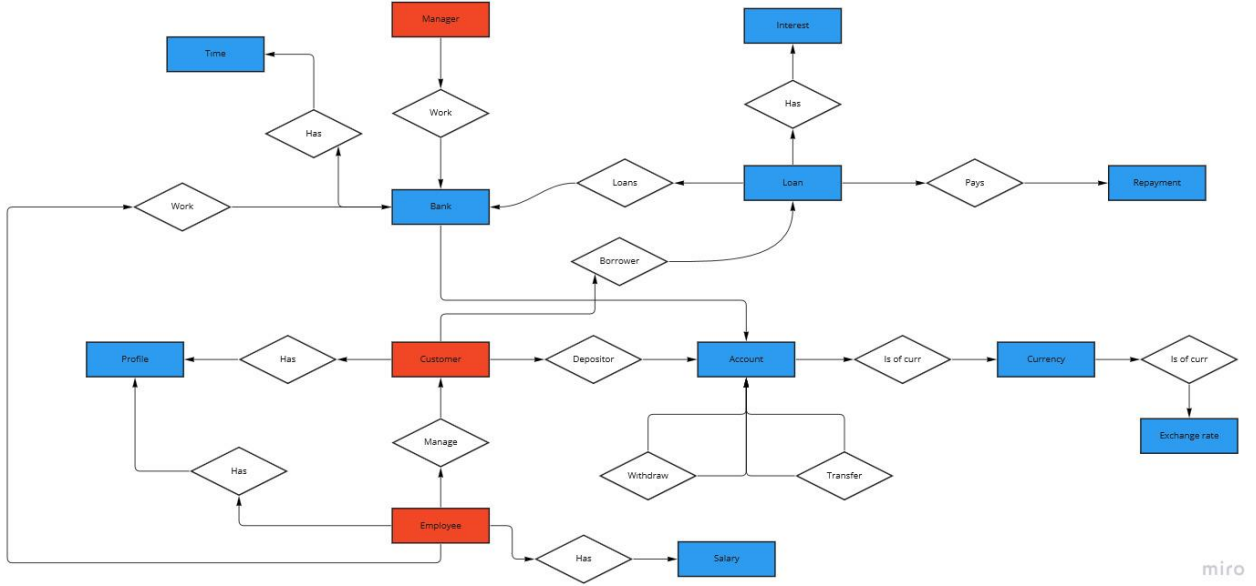 Manager
Interest
Time
Has
Work
Has
Work
Bank
Loans
Loan
Pays
Repayment
Borrower
Profile
Has
Customer
Depositor
Account
Is of curr
Currency
Is of curr
Manage
Exchange rate
Has
Withdraw
Transfer
Employee
Has
Salary
miro